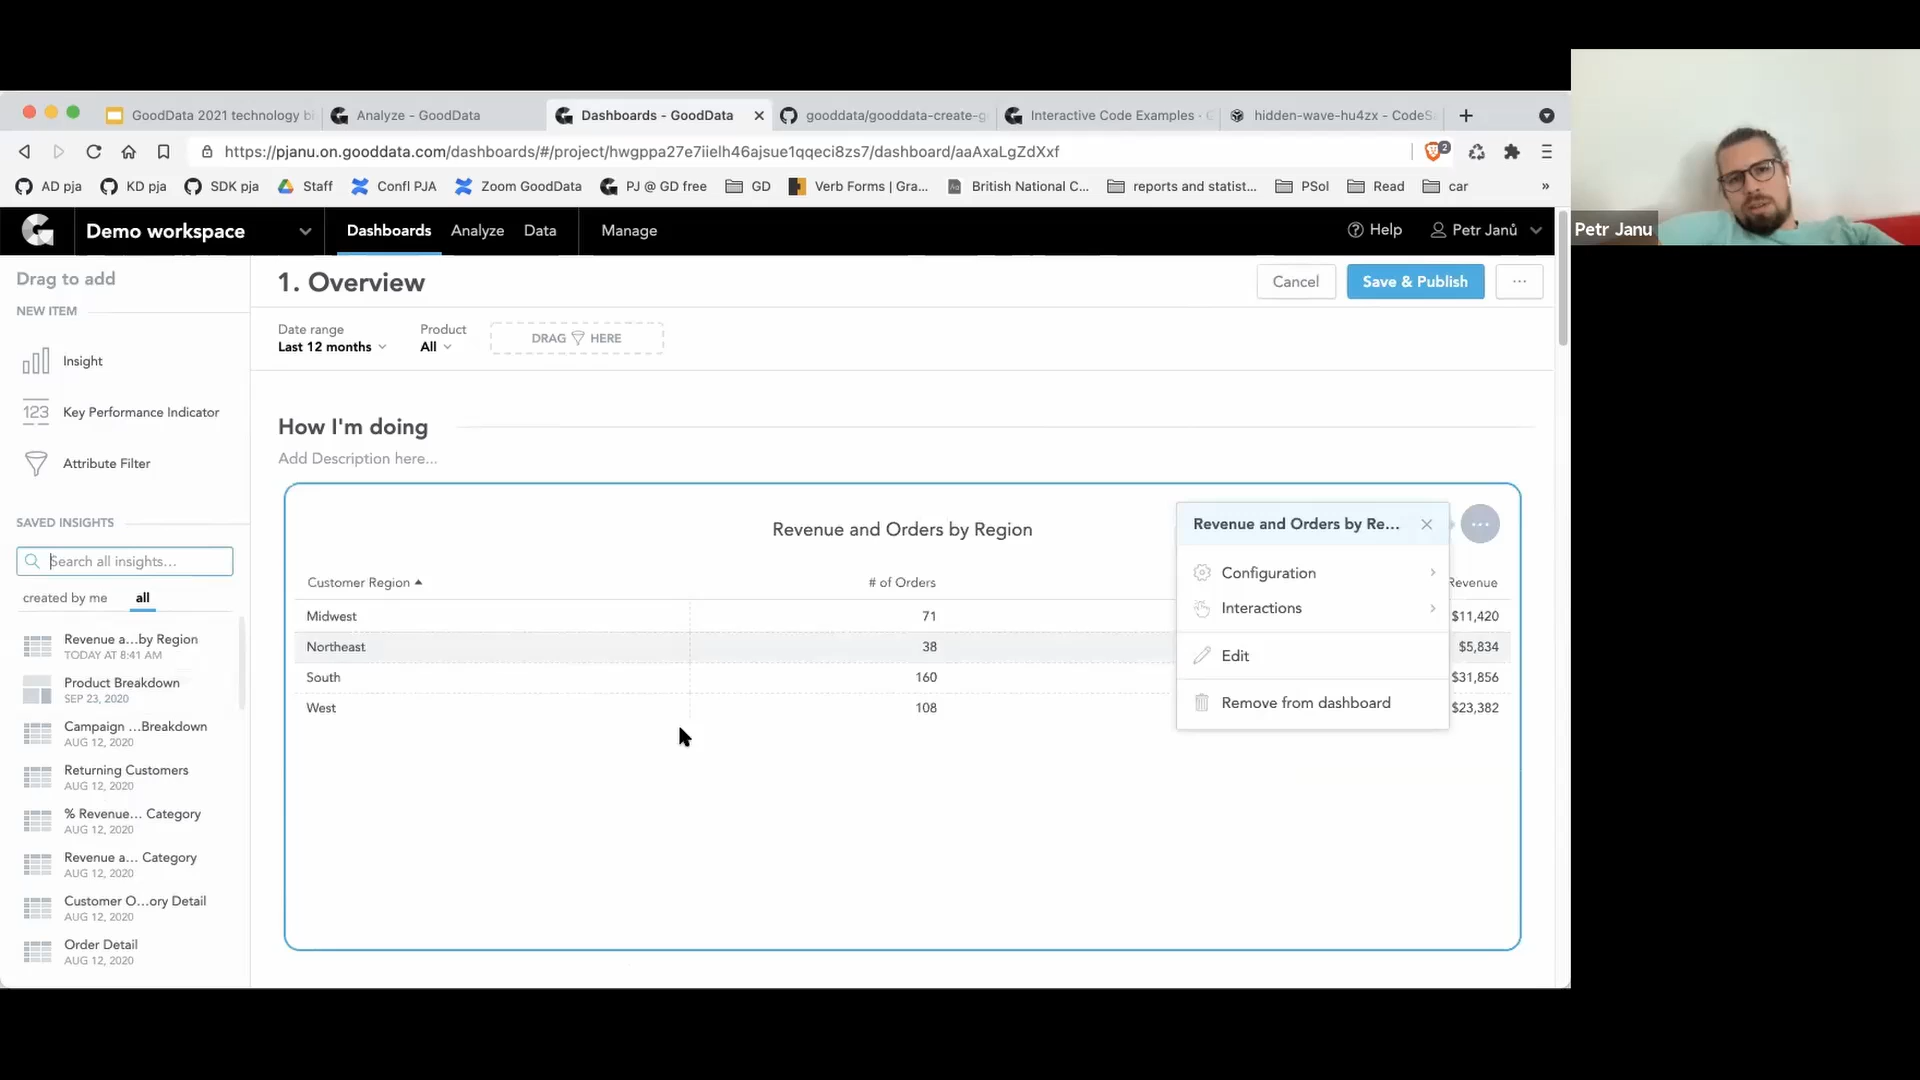 GoodData 2021 technology bi
Analyze - GoodData
Dashboards - GoodData
gooddata/gooddata-create-g
Interactive Code Examples - G
hidden-wave-hu4zx - CodeS
https://pjanu.on.gooddata.com/dashboards/#/project/hwgppa27e7iielh46ajsue1qqeci8zs7/dashboard/aaAxaLgZdXxf
2
AD pja
KD pja
SDK pja
Staff
Confl PJA
Zoom GoodData
PJ @ GD free
GD
Verb Forms | Gra...
British National C...
reports and statist...
PSol
Read
car
»
Demo workspace
Dashboards
Analyze
Data
Manage
Help
Petr Janů
Petr Janu
Drag to add
NEW ITEM
Insight
123 Key Performance Indicator
Attribute Filter
SAVED INSIGHTS
Search all insights...
created by me
all
Revenue a...by Region
TODAY AT 8:41 AM
Product Breakdown
SEP 23, 2020
Campaign ...Breakdown
AUG 12, 2020
Returning Customers
AUG 12, 2020
% Revenue... Category
AUG 12, 2020
Revenue a... Category
AUG 12, 2020
Customer O...ory Detail
AUG 12, 2020
Order Detail
AUG 12, 2020
1. Overview
Cancel
Save & Publish
...
Date range
Last 12 months
Product
All
DRAG HERE
How I'm doing
Add Description here...
Revenue and Orders by Region
Customer Region
# of Orders
Revenue
Midwest 71 $11,420
Northeast 38 $5,834
South 160 $31,856
West 108 $23,382
Revenue and Orders by Re...
Configuration
Interactions
Edit
Remove from dashboard